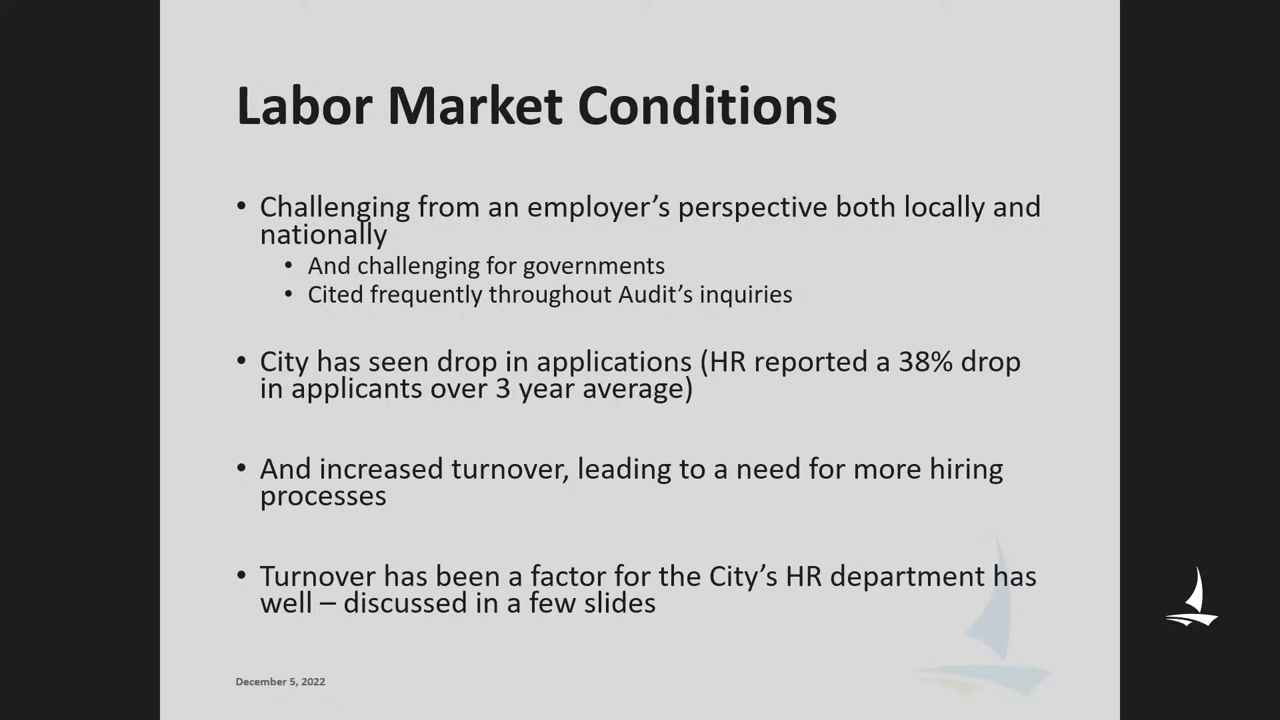 Labor Market Conditions
• Challenging from an employer’s perspective both locally and
nationally
• And challenging for governments
• Cited frequently throughout Audit’s inquiries
• City has seen drop in applications (HR reported a 38% drop
in applicants over 3 year average)
• And increased turnover, leading to a need for more hiring
processes
• Turnover has been a factor for the City’s HR department has
well – discussed in a few slides
December 5, 2022